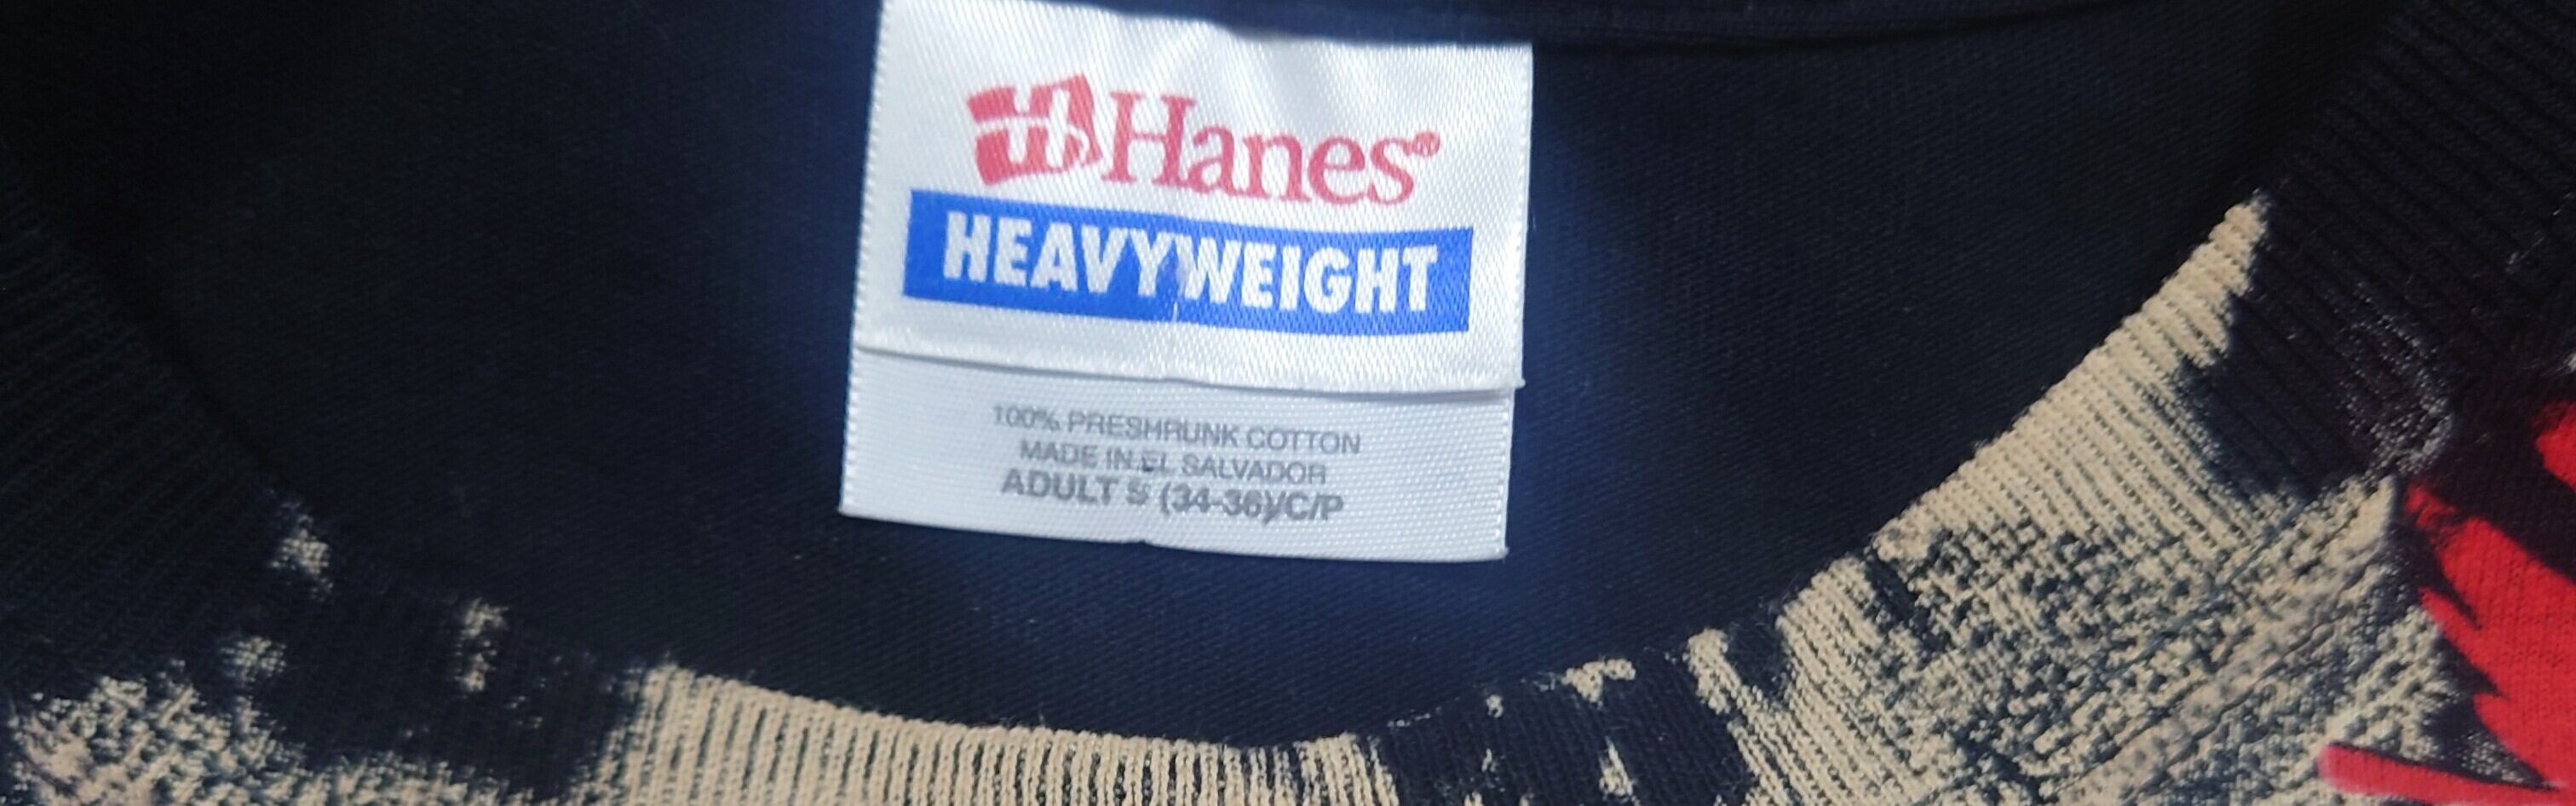 Hanes®
HEAVYWEIGHT
100% PRESHRUNK COTTON
MADE IN EL SALVADOR
ADULT S (34-36)/C/P